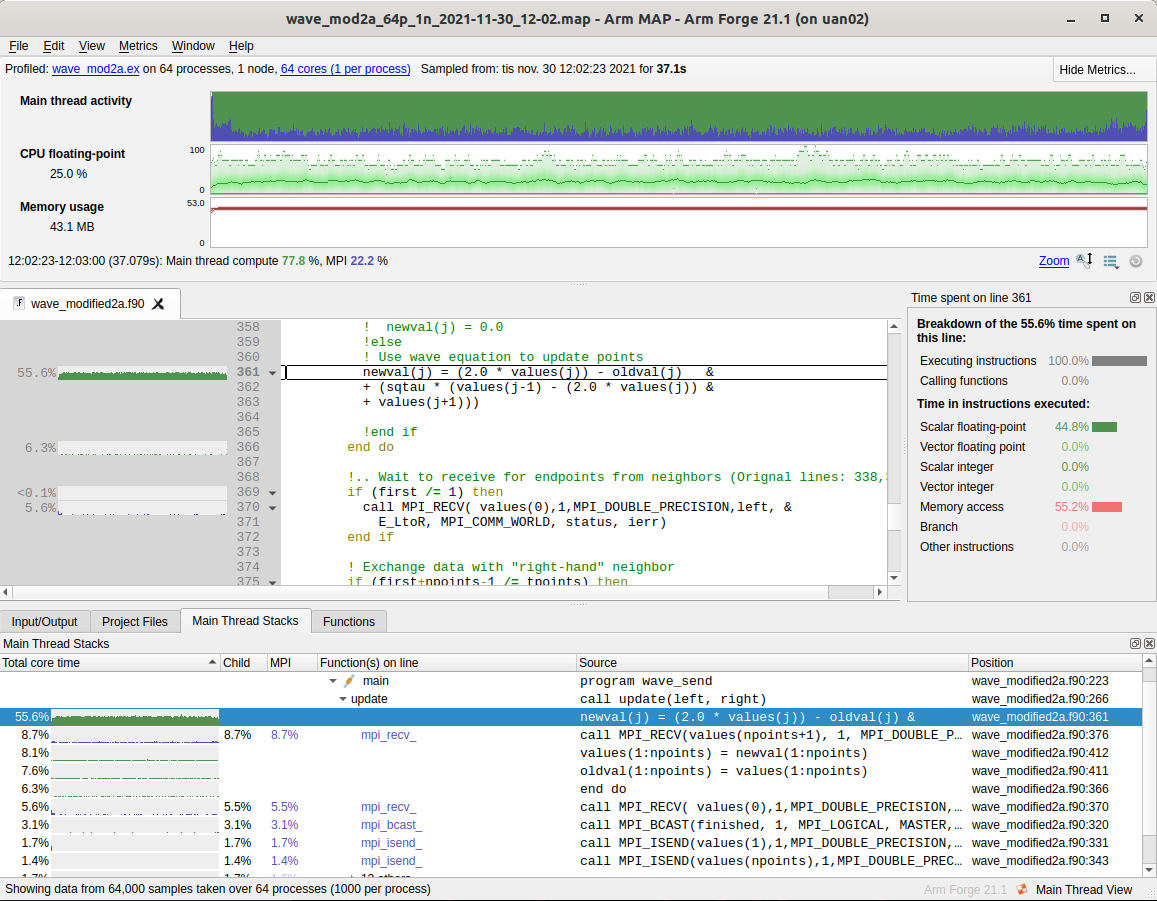 wave_mod2a_64p_1n_2021-11-30_12-02.map - Arm MAP - Arm Forge 21.1 (on uan02)
File Edit View Metrics Window Help
Profiled: wave_mod2a.ex on 64 processes, 1 node, 64 cores (1 per process) Sampled from: tis nov. 30 12:02:23 2021 for 37.1s
Hide Metrics...
Main thread activity
CPU floating-point
25.0 %
100
0
Memory usage
43.1 MB
53.0
0
12:02:23-12:03:00 (37.079s): Main thread compute 77.8 %, MPI 22.2 %
Zoom
wave_modified2a.f90
358 ! newval(j) = 0.0
359 !else
360 ! Use wave equation to update points
55.6% 361 newval(j) = (2.0 * values(j)) - oldval(j) &
362 + (sqtau * (values(j-1) - (2.0 * values(j)) &
363 + values(j+1)))
364
365 !end if
6.3% 366 end do
367
368 !.. Wait to receive for endpoints from neighbors (Orignal lines: 338,
<0.1% 369 if (first /= 1) then
5.6% 370 call MPI_RECV( values(0),1,MPI_DOUBLE_PRECISION,left, &
371 E_LtoR, MPI_COMM_WORLD, status, ierr)
372 end if
373
374 ! Exchange data with "right-hand" neighbor
375 if (first+npoints-1 /= tpoints) then
Time spent on line 361
Breakdown of the 55.6% time spent on
this line:
Executing instructions 100.0%
Calling functions 0.0%
Time in instructions executed:
Scalar floating-point 44.8%
Vector floating point 0.0%
Scalar integer 0.0%
Vector integer 0.0%
Memory access 55.2%
Branch 0.0%
Other instructions 0.0%
Input/Output Project Files Main Thread Stacks Functions
Main Thread Stacks
Total core time Child MPI Function(s) on line Source Position
main program wave_send wave_modified2a.f90:223
update call update(left, right) wave_modified2a.f90:266
55.6% newval(j) = (2.0 * values(j)) - oldval(j) & wave_modified2a.f90:361
8.7% 8.7% 8.7% mpi_recv_ call MPI_RECV(values(npoints+1), 1, MPI_DOUBLE_P… wave_modified2a.f90:376
8.1% values(1:npoints) = newval(1:npoints) wave_modified2a.f90:412
7.6% oldval(1:npoints) = values(1:npoints) wave_modified2a.f90:411
6.3% end do wave_modified2a.f90:366
5.6% 5.5% 5.5% mpi_recv_ call MPI_RECV( values(0),1,MPI_DOUBLE_PRECISION,… wave_modified2a.f90:370
3.1% 3.1% 3.1% mpi_bcast_ call MPI_BCAST(finished, 1, MPI_LOGICAL, MASTER,… wave_modified2a.f90:320
1.7% 1.7% 1.7% mpi_isend_ call MPI_ISEND(values(1),1,MPI_DOUBLE_PRECISION,… wave_modified2a.f90:331
1.4% 1.4% 1.4% mpi_isend_ call MPI_ISEND(values(npoints),1,MPI_DOUBLE_PREC… wave_modified2a.f90:343
Showing data from 64,000 samples taken over 64 processes (1000 per process)
Arm Forge 21.1 Main Thread View